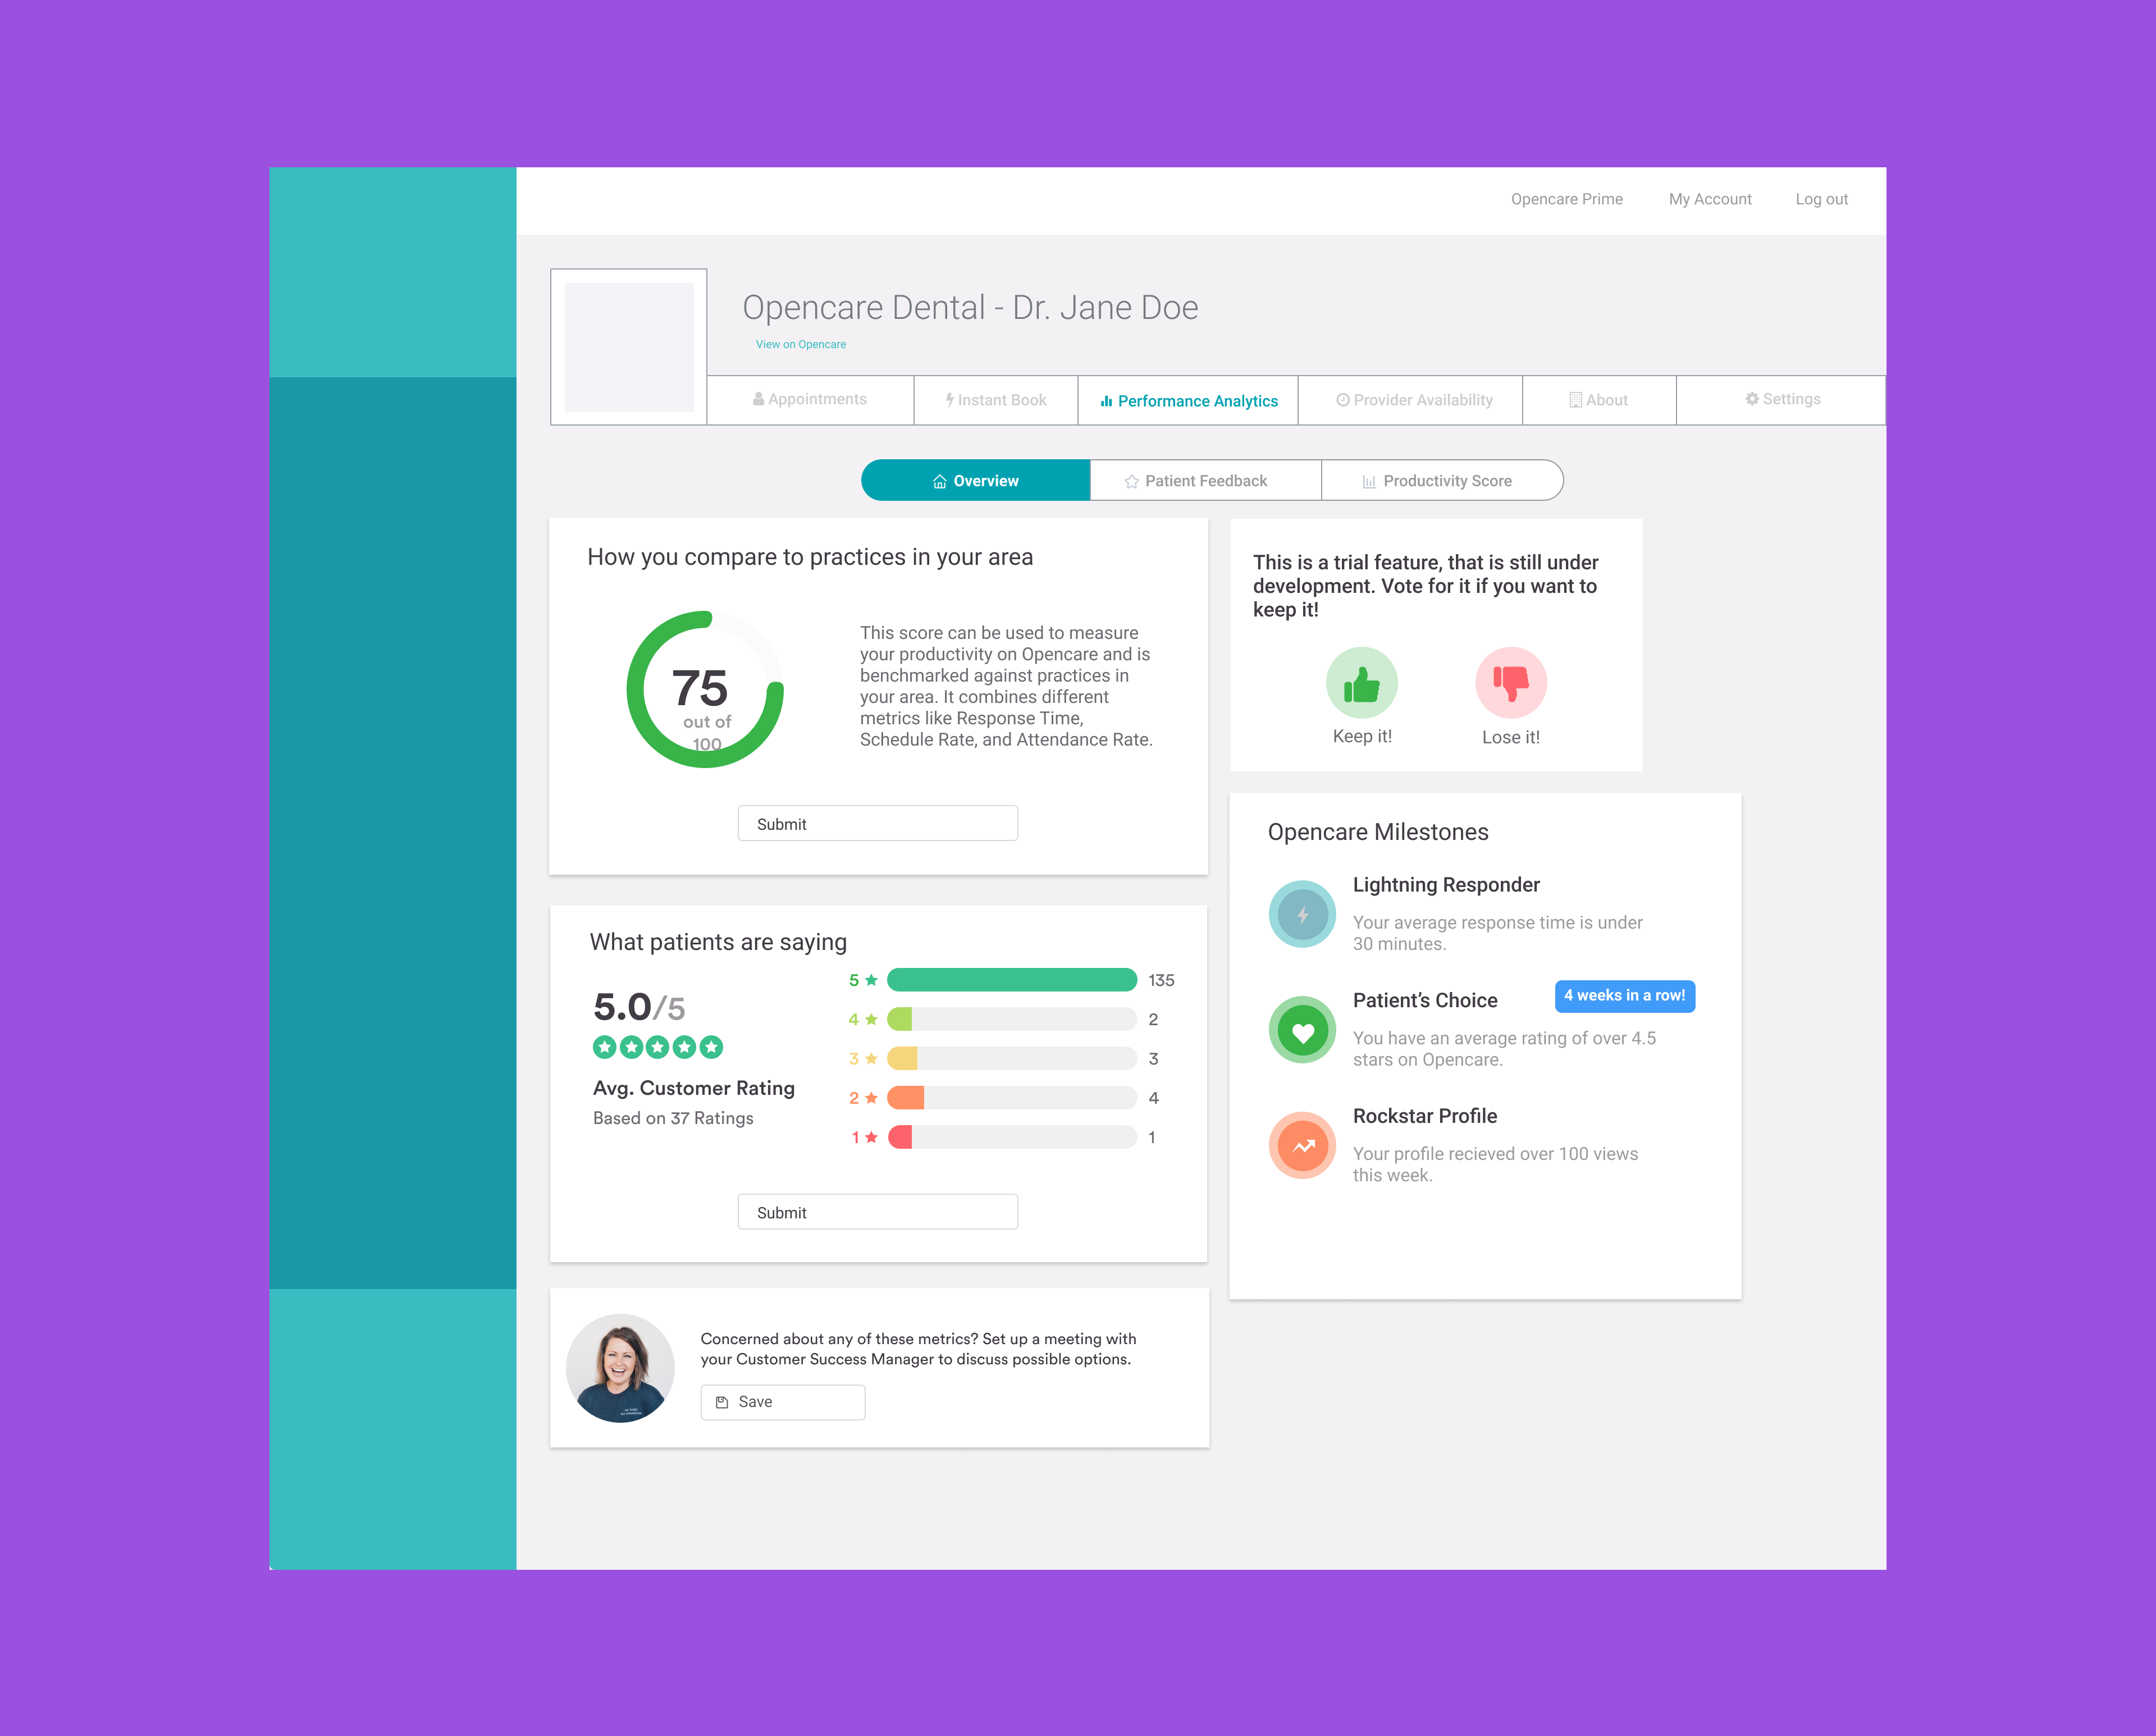 Opencare Prime My Account Log out
Opencare Dental - Dr. Jane Doe
View on Opencare
Appointments Instant Book Performance Analytics Provider Availability About Settings
Overview Patient Feedback Productivity Score
How you compare to practices in your area
75
out of
100
This score can be used to measure
your productivity on Opencare and is
benchmarked against practices in
your area. It combines different
metrics like Response Time,
Schedule Rate, and Attendance Rate.
Submit
This is a trial feature, that is still under
development. Vote for it if you want to
keep it!
Keep it! Lose it!
What patients are saying
5.0/5
Avg. Customer Rating
Based on 37 Ratings
5 135
4 2
3 3
2 4
1 1
Submit
Opencare Milestones
Lightning Responder
Your average response time is under
30 minutes.
Patient’s Choice
4 weeks in a row!
You have an average rating of over 4.5
stars on Opencare.
Rockstar Profile
Your profile recieved over 100 views
this week.
Concerned about any of these metrics? Set up a meeting with
your Customer Success Manager to discuss possible options.
Save